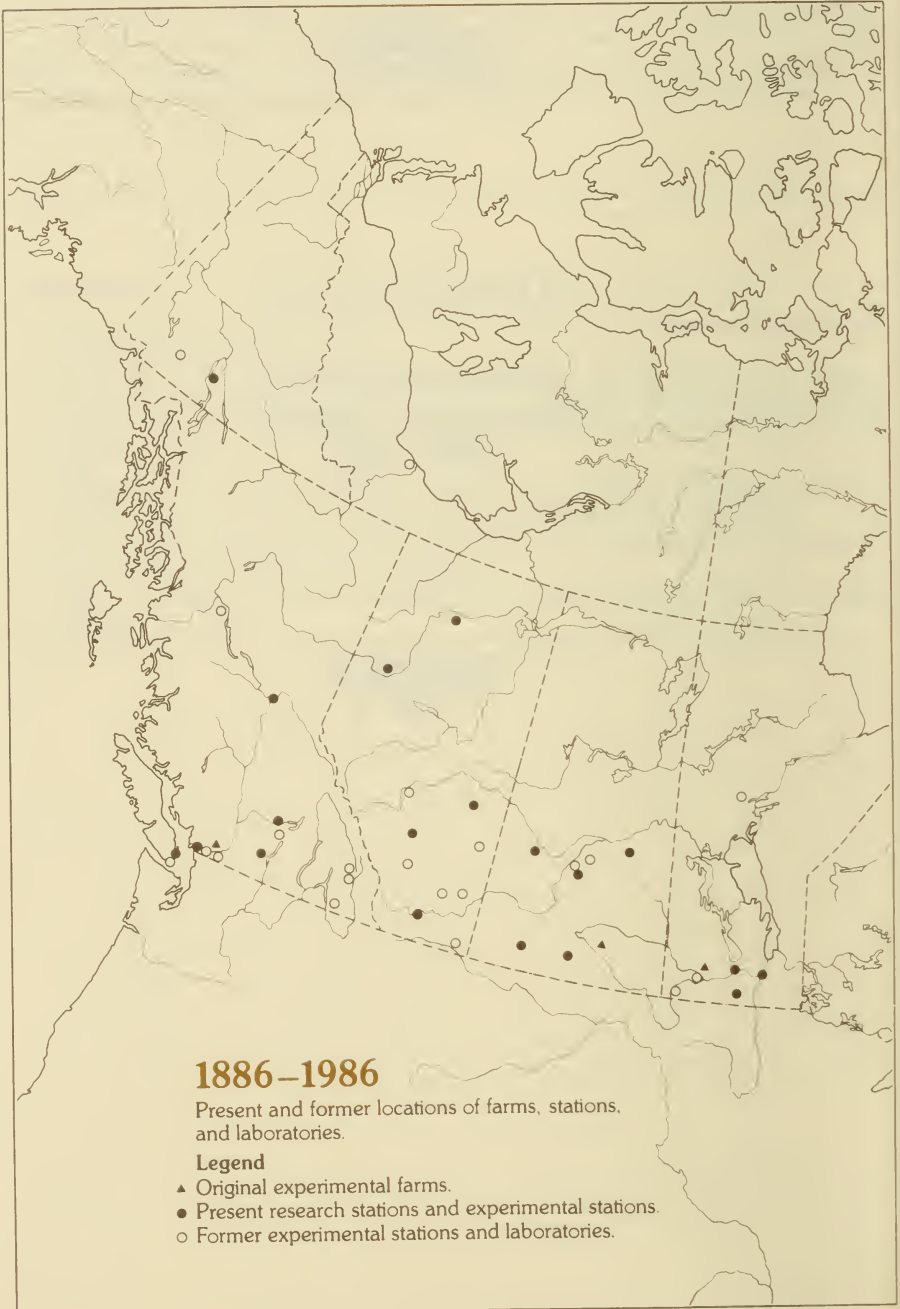 1886–1986
Present and former locations of farms, stations,
and laboratories.
Legend
▲ Original experimental farms.
● Present research stations and experimental stations.
○ Former experimental stations and laboratories.